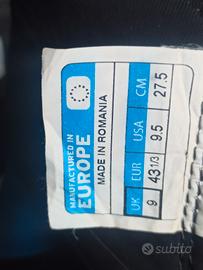 MANUFACTURED IN
EUROPE
MADE IN ROMANIA
UK EUR USA CM
9 43 1/3 9.5 27.5
subito